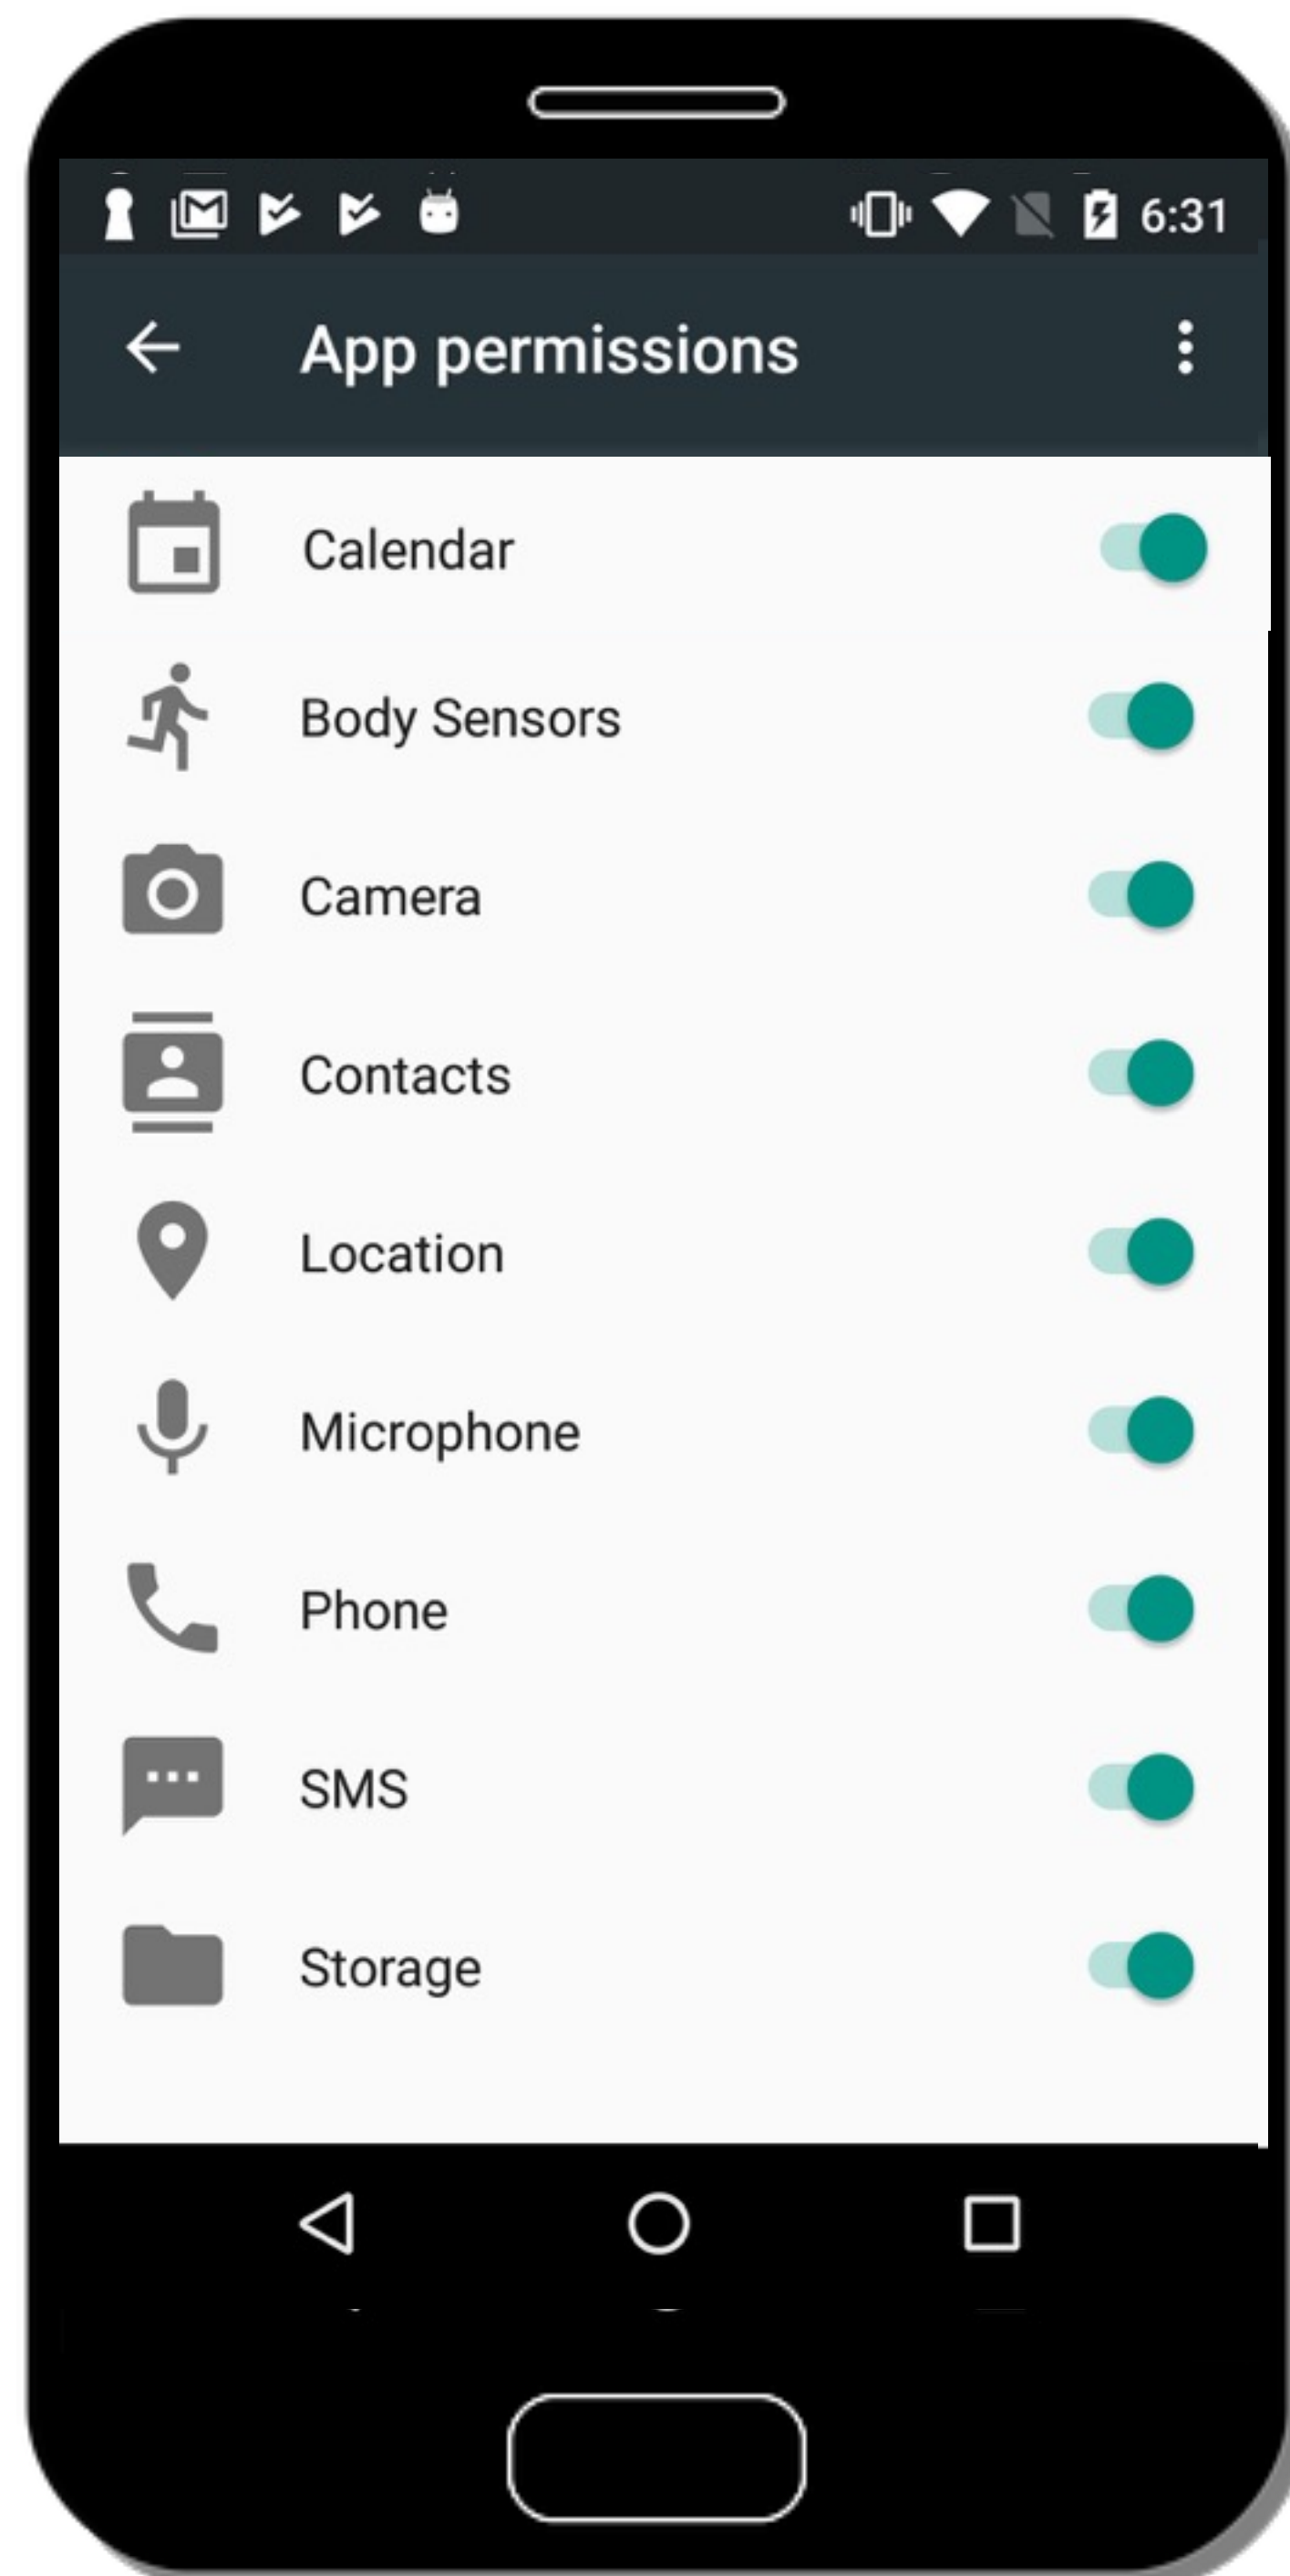 6:31
App permissions
Calendar
Body Sensors
Camera
Contacts
Location
Microphone
Phone
SMS
Storage